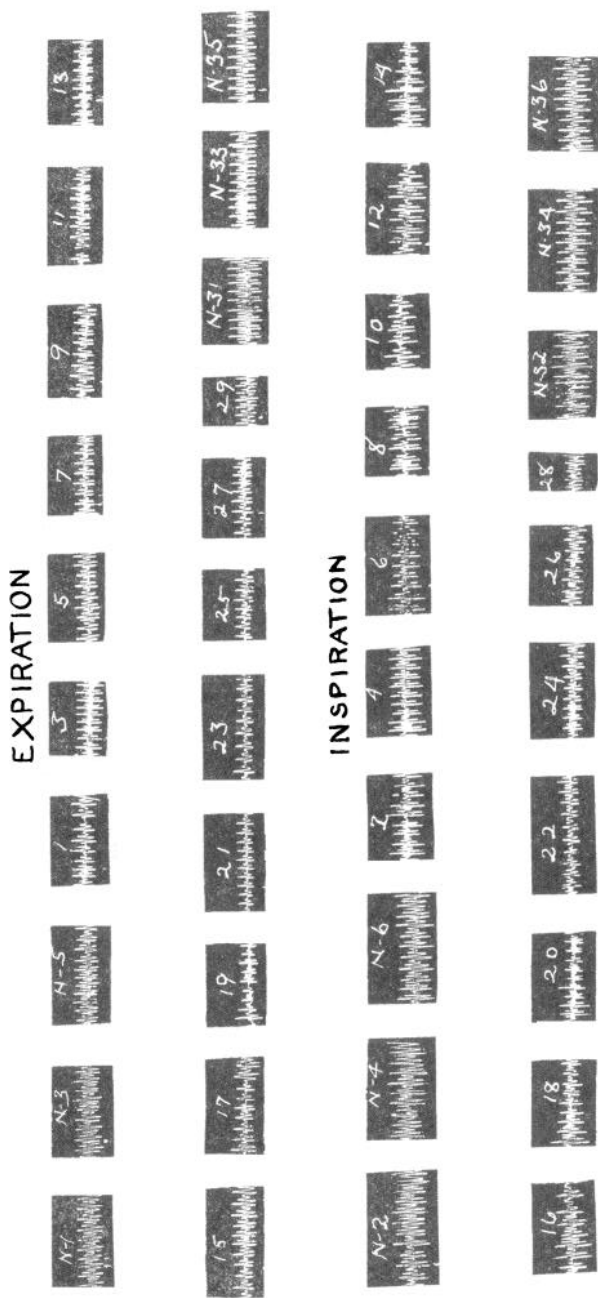 EXPIRATION
N-1 N-3 N-5 1 3 5 7 9 11 13
15 17 19 21 23 25 27 29 N-31 N-33 N-35
INSPIRATION
N-2 N-4 N-6 2 4 6 8 10 12 14
16 18 20 22 24 26 28 N-32 N-34 N-36